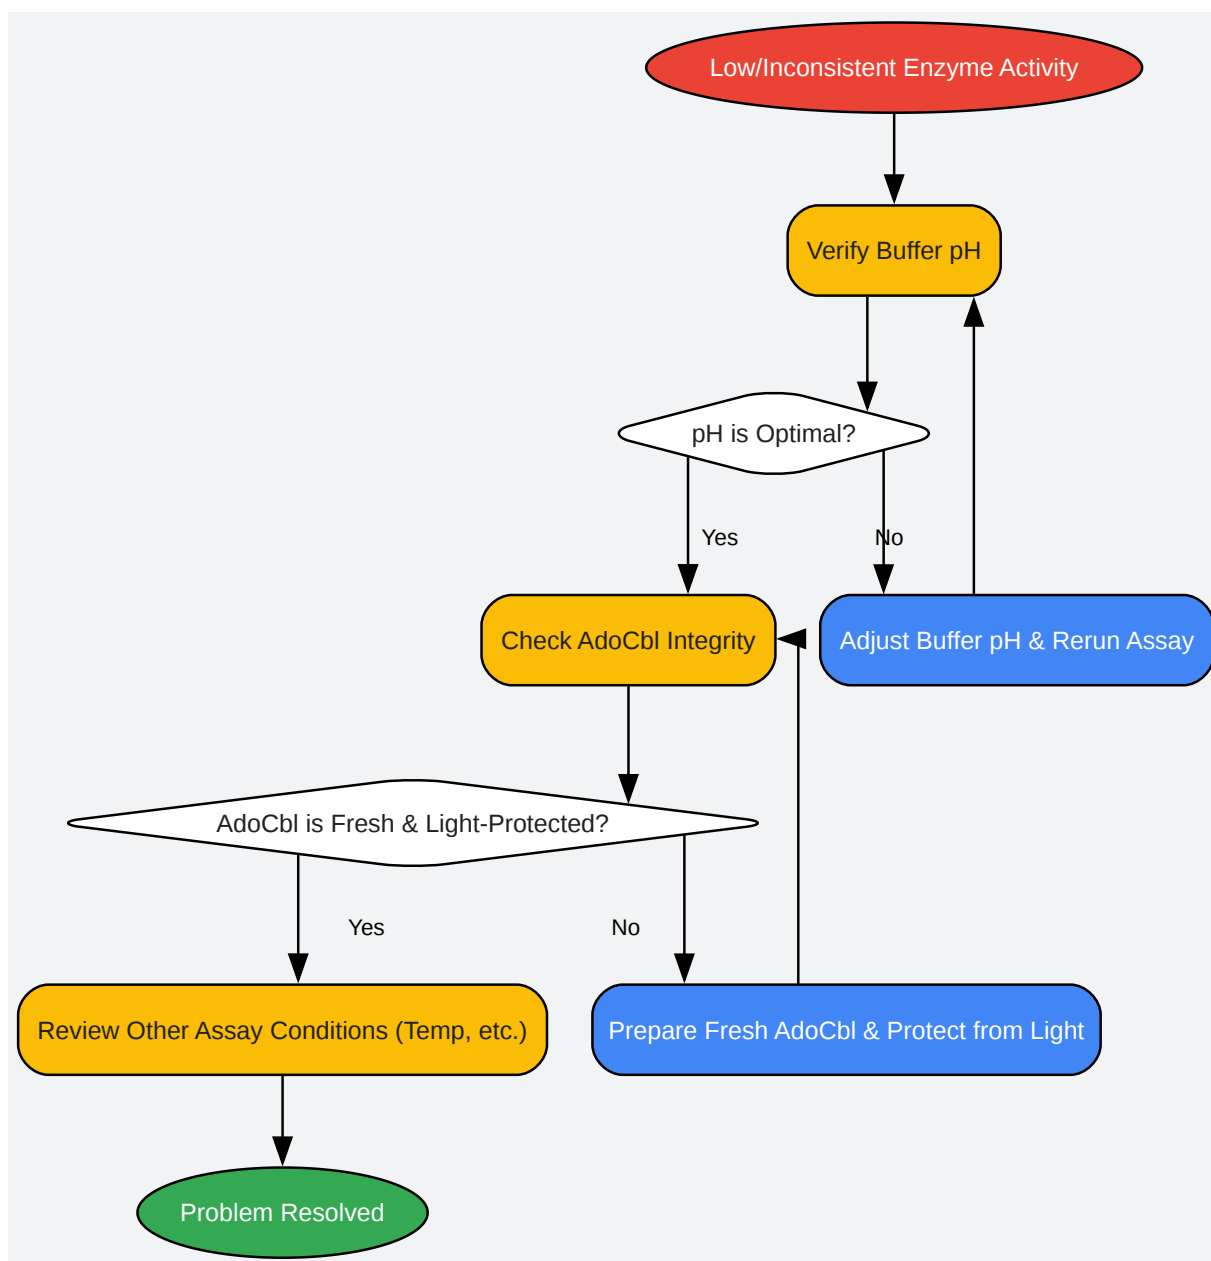 Low/Inconsistent Enzyme Activity
Verify Buffer pH
pH is Optimal?
Yes
No
Check AdoCbl Integrity
Adjust Buffer pH & Rerun Assay
AdoCbl is Fresh & Light-Protected?
Yes
No
Review Other Assay Conditions (Temp, etc.)
Prepare Fresh AdoCbl & Protect from Light
Problem Resolved